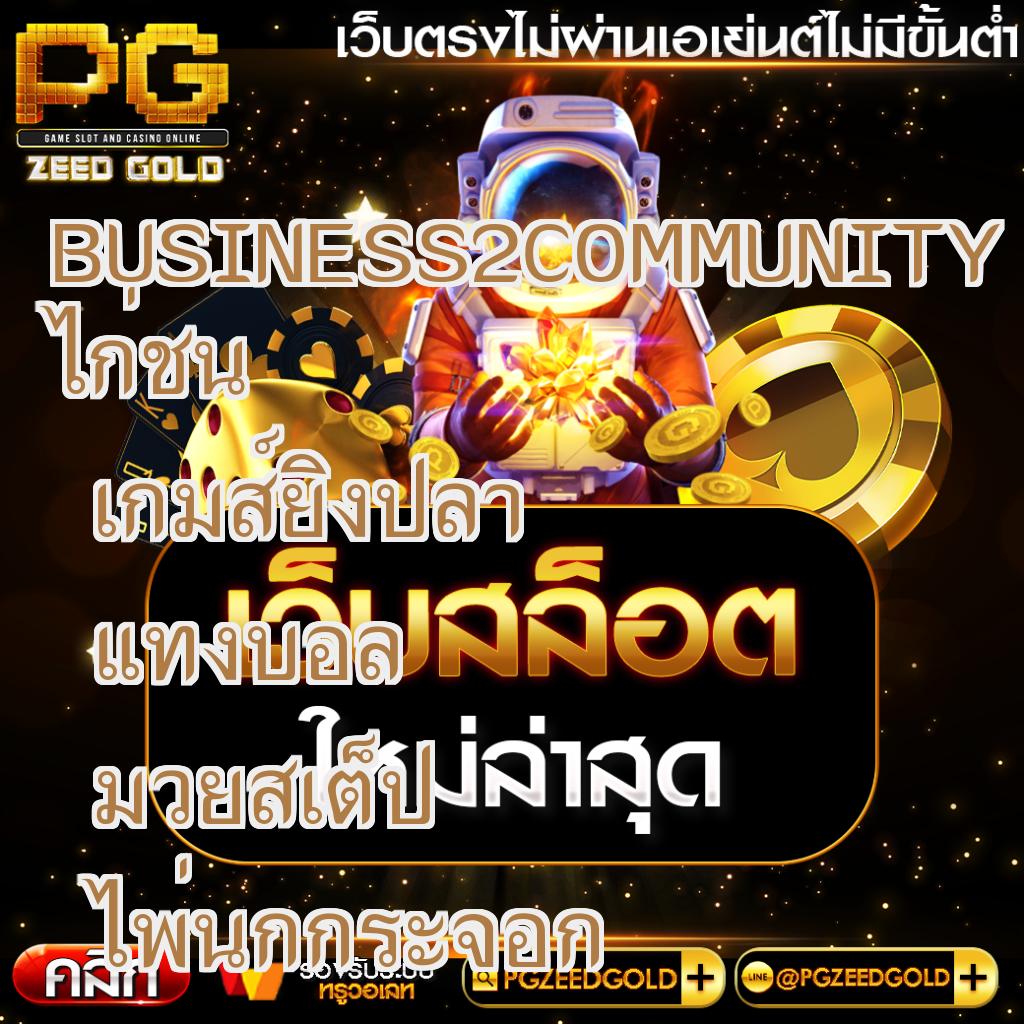 เว็บตรงไม่ผ่านเอเย่นต์ไม่มีขั้นต่ำ
PG
GAME SLOT AND CASINO ONLINE
ZEED GOLD
BUSINESS2COMMUNITY
ไก่ชน
เกมส์ยิงปลา
เว็บสล็อต
แทงบอล
ใหม่ล่าสุด
มวยสเต็ป
ไพ่นกกระจอก
คลิก
รองรับระบบ
ทรูวอเลท
PGZEEDGOLD +
LINE @PGZEEDGOLD +